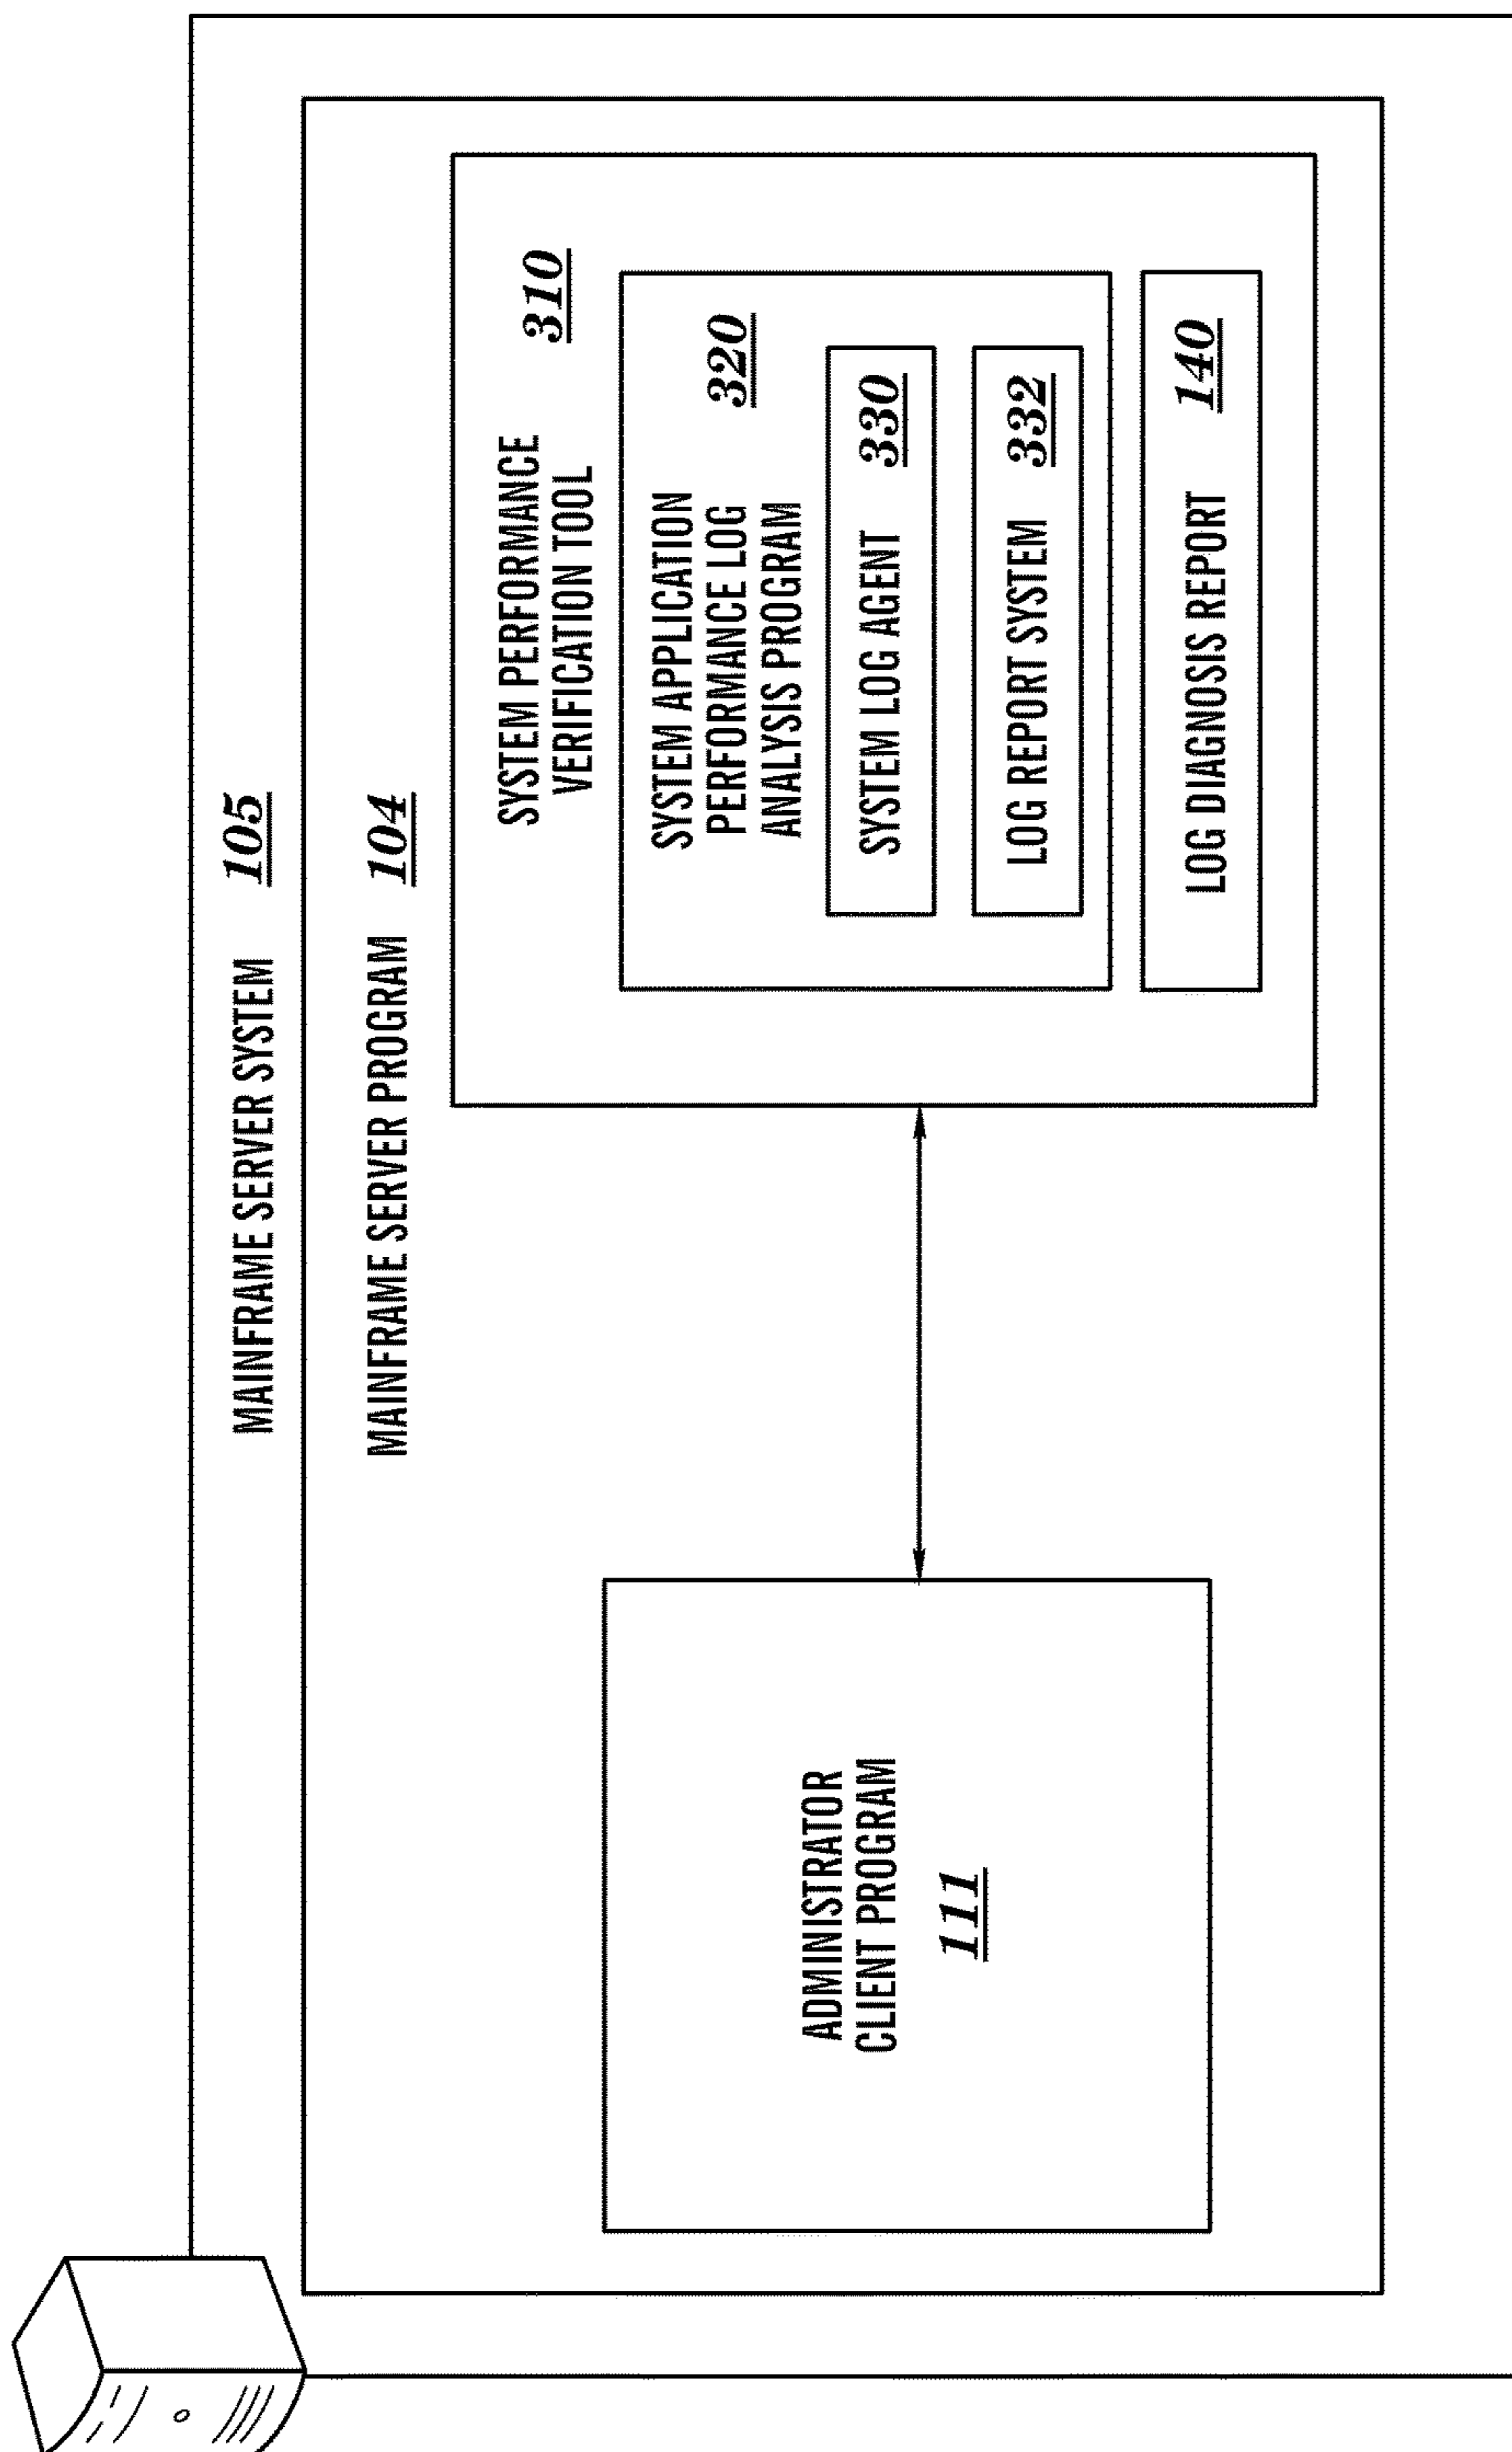 MAINFRAME SERVER SYSTEM 105
MAINFRAME SERVER PROGRAM 104
ADMINISTRATOR
CLIENT PROGRAM
111
SYSTEM PERFORMANCE
VERIFICATION TOOL
310
SYSTEM APPLICATION
PERFORMANCE LOG
ANALYSIS PROGRAM
320
SYSTEM LOG AGENT 330
LOG REPORT SYSTEM 332
LOG DIAGNOSIS REPORT 140